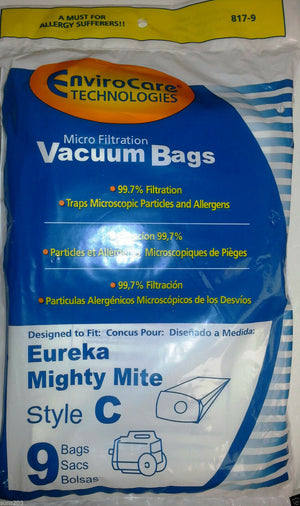 A MUST FOR
ALLERGY SUFFERERS!!
817-9
EnviroCare
TECHNOLOGIES
Micro Filtration
Vacuum Bags
• 99.7% Filtration
• Traps Microscopic Particles and Allergens
99,7%
• Particules et Microscopiques de Pièges
• 99,7% Filtración
• Particulas Alergénicos Microscópicos de los Desvíos
Designed to Fit: Concus Pour: Diseñado a Medida:
Eureka
Mighty Mite
Style C
9 Bags
Sacs
Bolsas